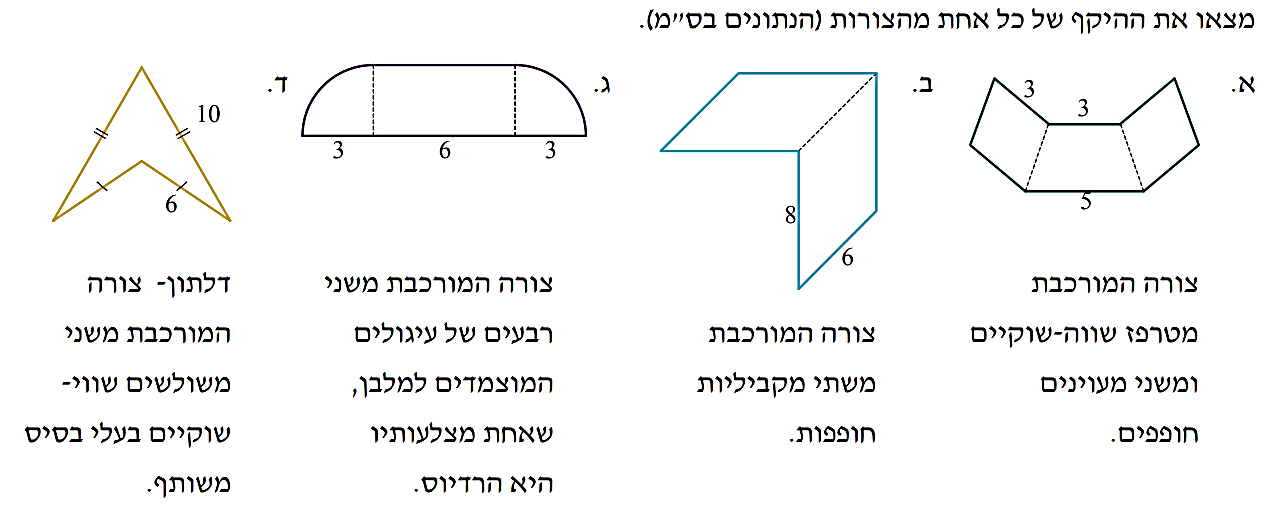 מצאו את ההיקף של כל אחת מהצורות (הנתונים בס״מ).
א.
3
3
5
צורה המורכבת
מטרפז שווה-שוקיים
ומשני מעוינים
חופפים.
ב.
8
6
צורה המורכבת
משתי מקביליות
חופפות.
ג.
3
6
3
צורה המורכבת משני
רבעים של עיגולים
המוצמדים למלבן,
שאחת מצלעותיו
היא הרדיוס.
ד.
10
6
דלתון- צורה
המורכבת משני
משולשים שווי-
שוקיים בעלי בסיס
משותף.